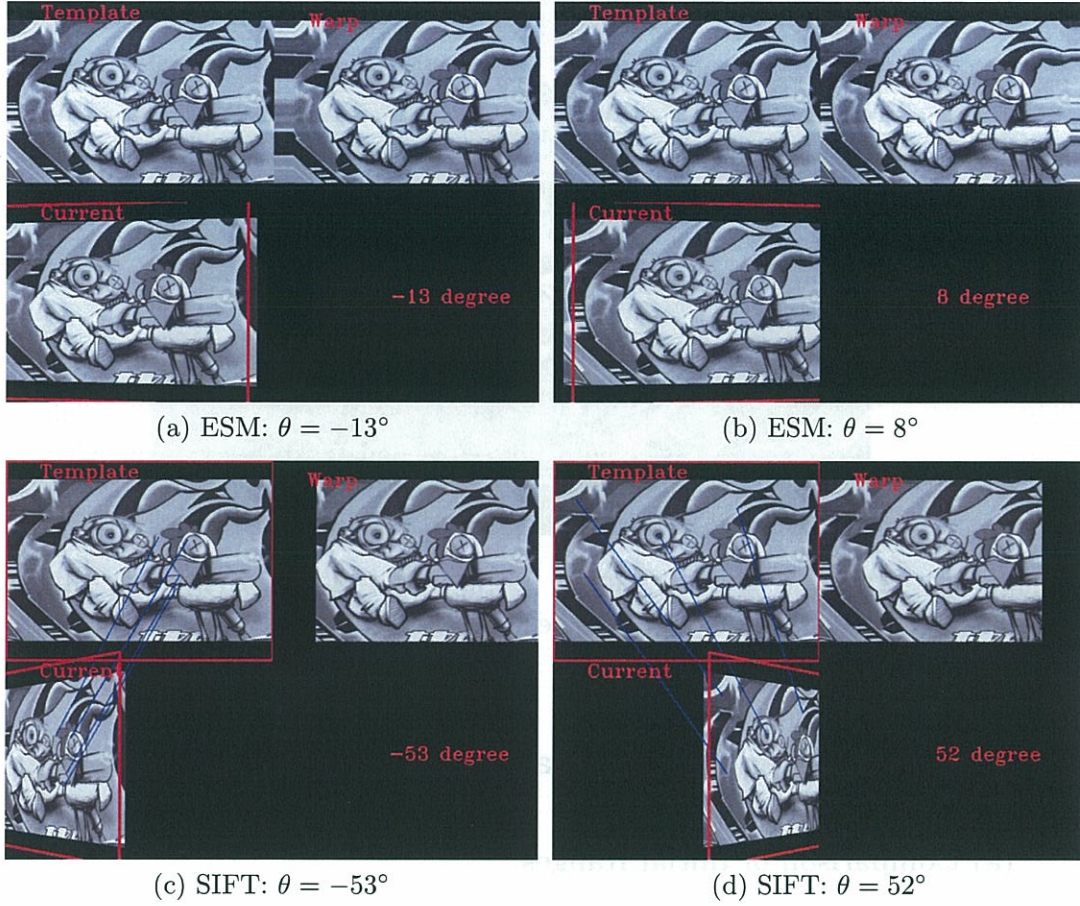 Template
Warp
Current
-13 degree
Template
Warp
Current
8 degree
(a) ESM: θ = −13°
(b) ESM: θ = 8°
Template
Warp
Current
-53 degree
Template
Warp
Current
52 degree
(c) SIFT: θ = −53°
(d) SIFT: θ = 52°